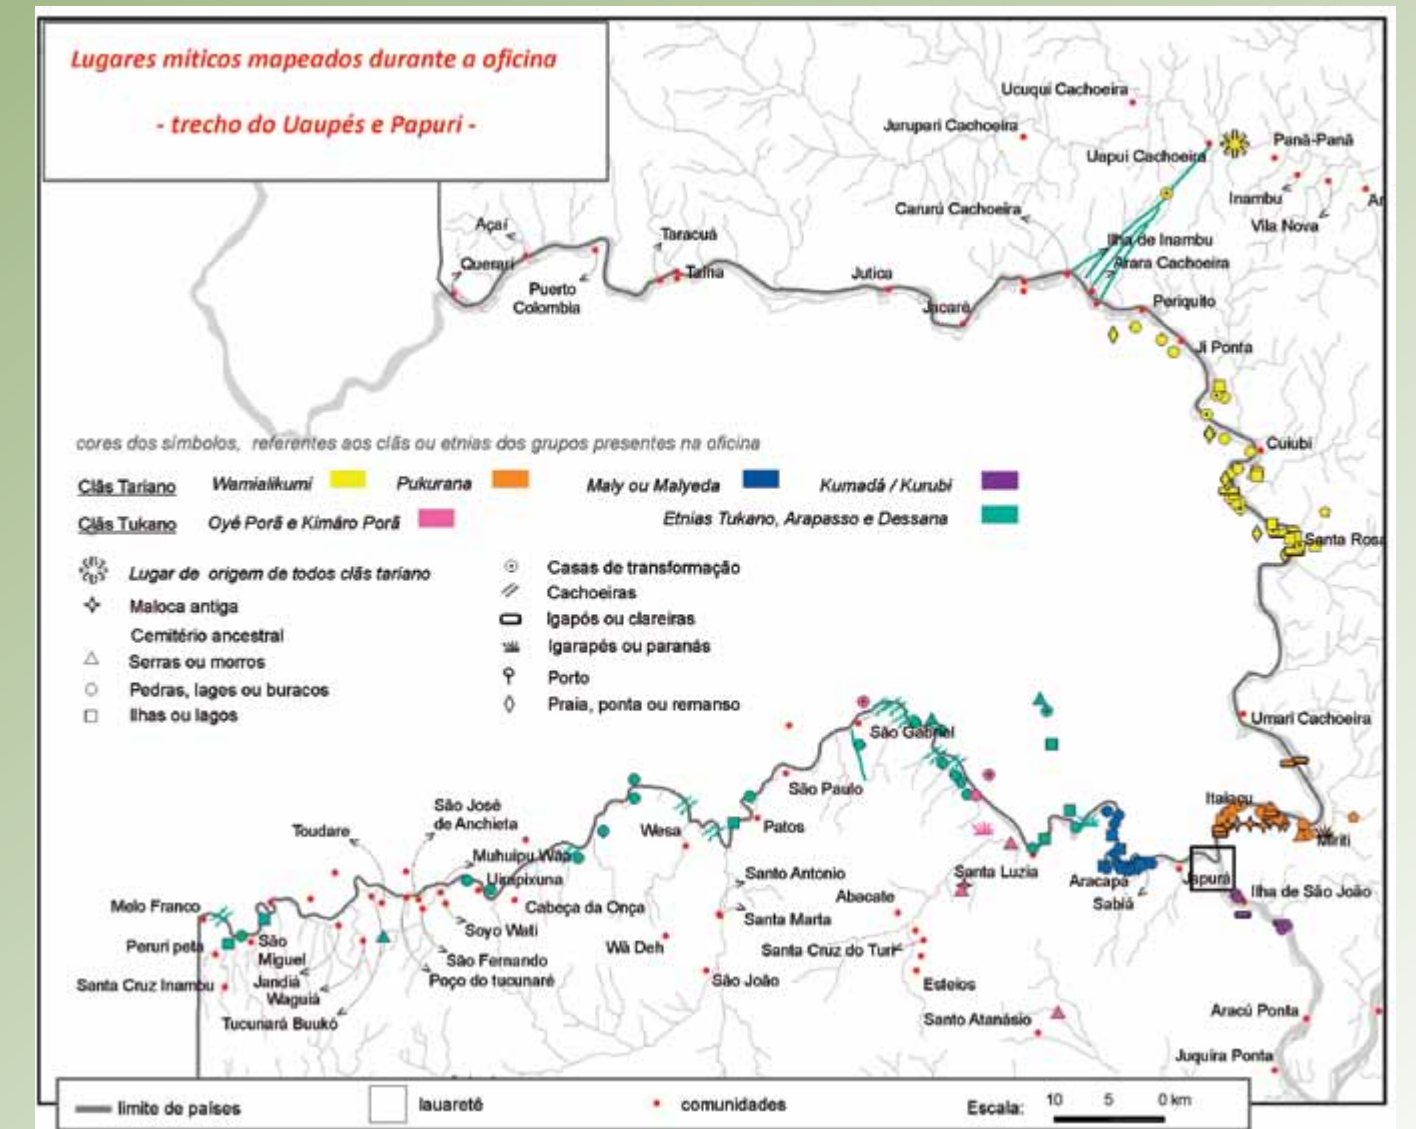 Lugares míticos mapeados durante a oficina
- trecho do Uaupés e Papuri -
Ucuqui Cachoeira
Jurupari Cachoeira
Uapui Cachoeira
Panã-Panã
Inambu
Ar
Vila Nova
Carurú Cachoeira
Ilha de Inambu
Arara Cachoeira
Açaí
Taracuá
Querari
Taina
Puerto
Colombia
Jutica
Jacaré
Periquito
Ji Ponta
cores dos símbolos, referentes aos clãs ou etnias dos grupos presentes na oficina
Cuiubi
Clãs Tariano Wamialikumi Pukurana Maly ou Malyeda Kumadá / Kurubi
Clãs Tukano Oyé Porã e Kimâro Porã Etnias Tukano, Arapasso e Dessana
Santa Rosa
Lugar de origem de todos clãs tariano
Maloca antiga
Cemitério ancestral
Serras ou morros
Pedras, lages ou buracos
Ilhas ou lagos
Casas de transformação
Cachoeiras
Igapós ou clareiras
Igarapés ou paranás
Porto
Praia, ponta ou remanso
Umari Cachoeira
São Gabriel
São Paulo
Itaiaçu
São José
de Anchieta
Toudare
Wesa
Patos
Miriti
Muhuipu Wap
Uirapixuna
Santo Antonio
Santa Luzia
Aracapá
Japurá
Ilha de São João
Melo Franco
Cabeça da Onça
Abacate
Sabiá
Santa Marta
Soyo Wati
Peruri peta
São
Miguel
Wã Deh
Santa Cruz do Turi
São Fernando
Jandiá
Poço do tucunaré
São João
Santa Cruz Inambu
Esteios
Waguiá
Tucunará Buukó
Santo Atanásio
Aracú Ponta
Juquira Ponta
limite de países
Iauaretê
comunidades
Escala:
10 5 0 km